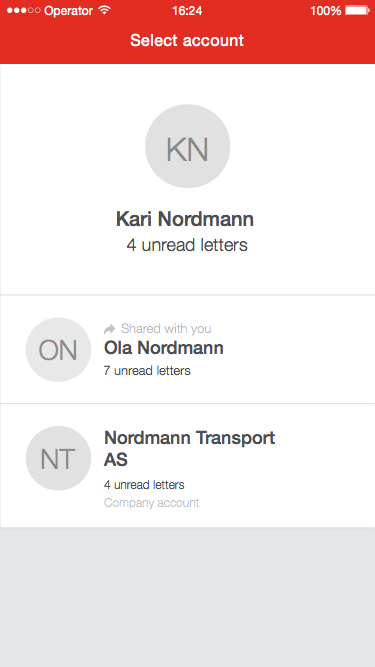 Operator 16:24 100%
Select account
KN
Kari Nordmann
4 unread letters
Shared with you
ON
Ola Nordmann
7 unread letters
Nordmann Transport
AS
NT
4 unread letters
Company account